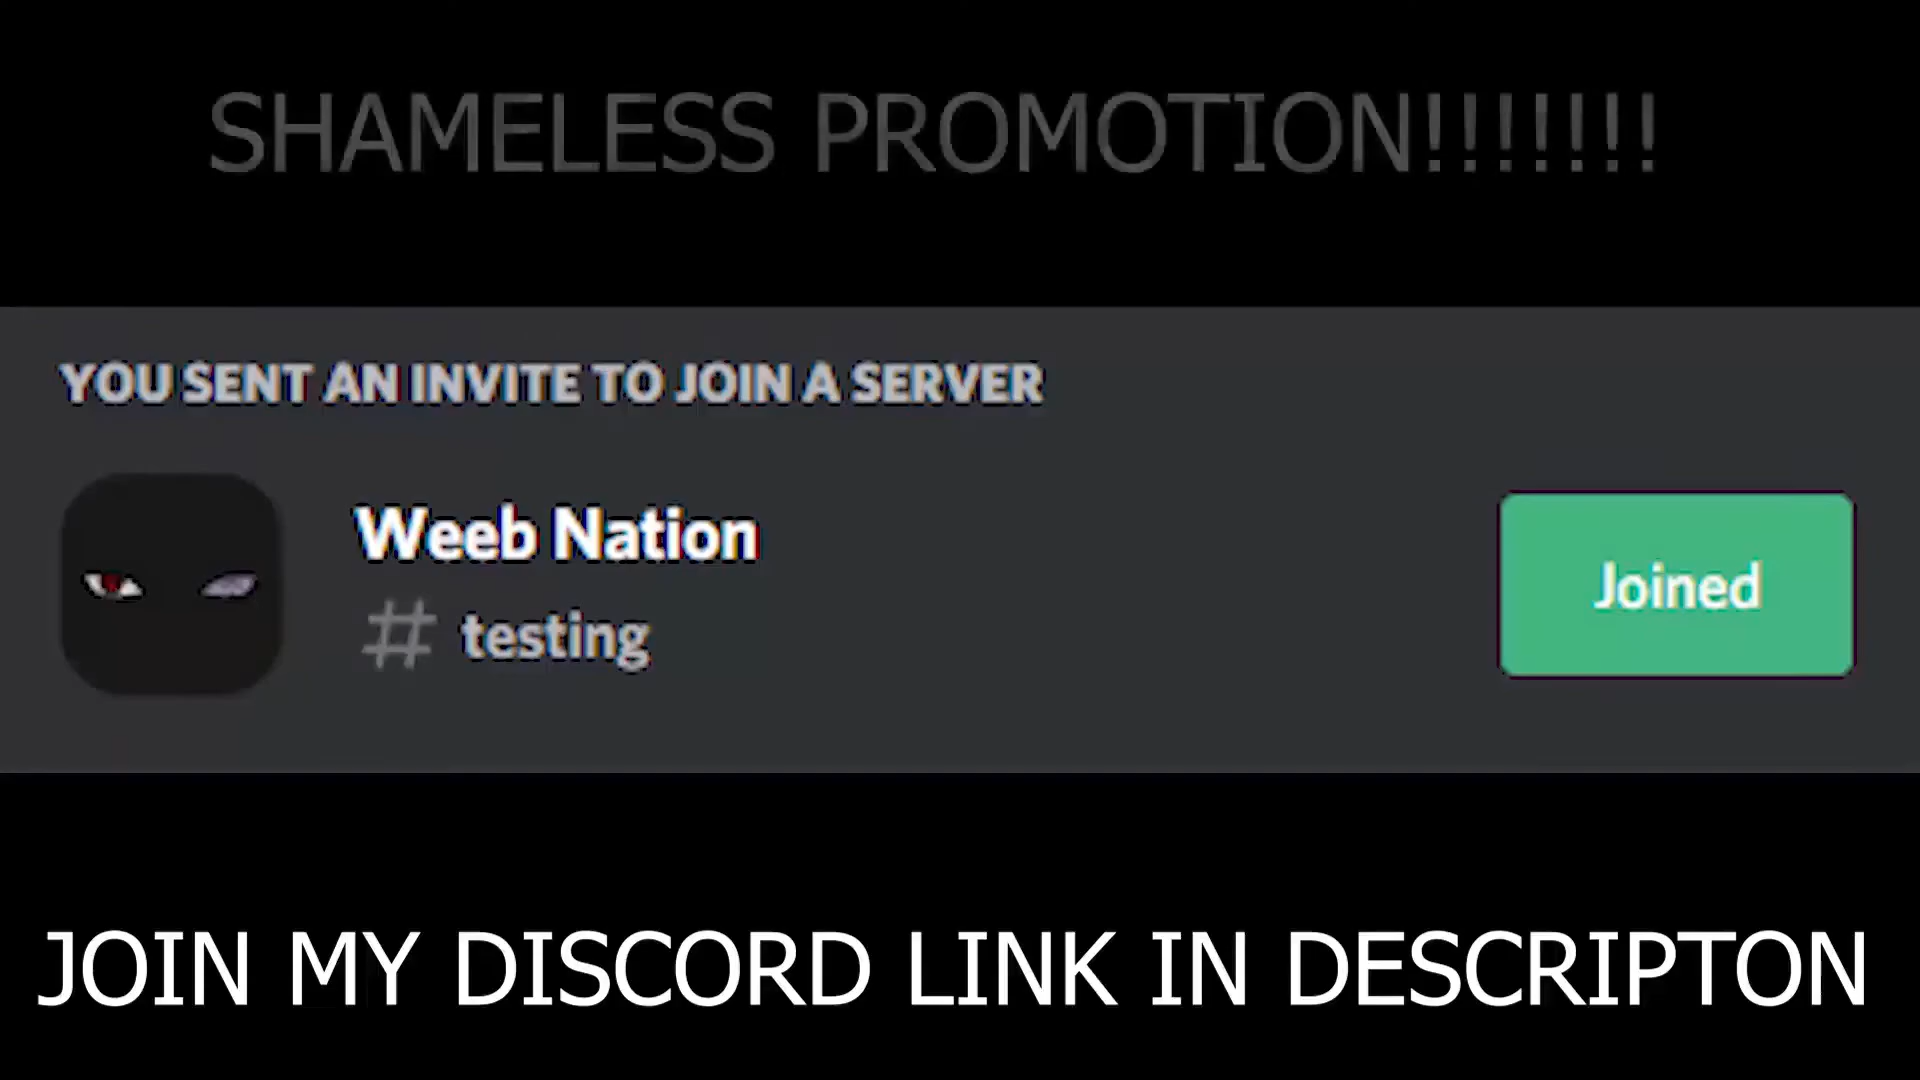 SHAMELESS PROMOTION!!!!!!!
YOU SENT AN INVITE TO JOIN A SERVER
Weeb Nation
# testing
Joined
JOIN MY DISCORD LINK IN DESCRIPTON